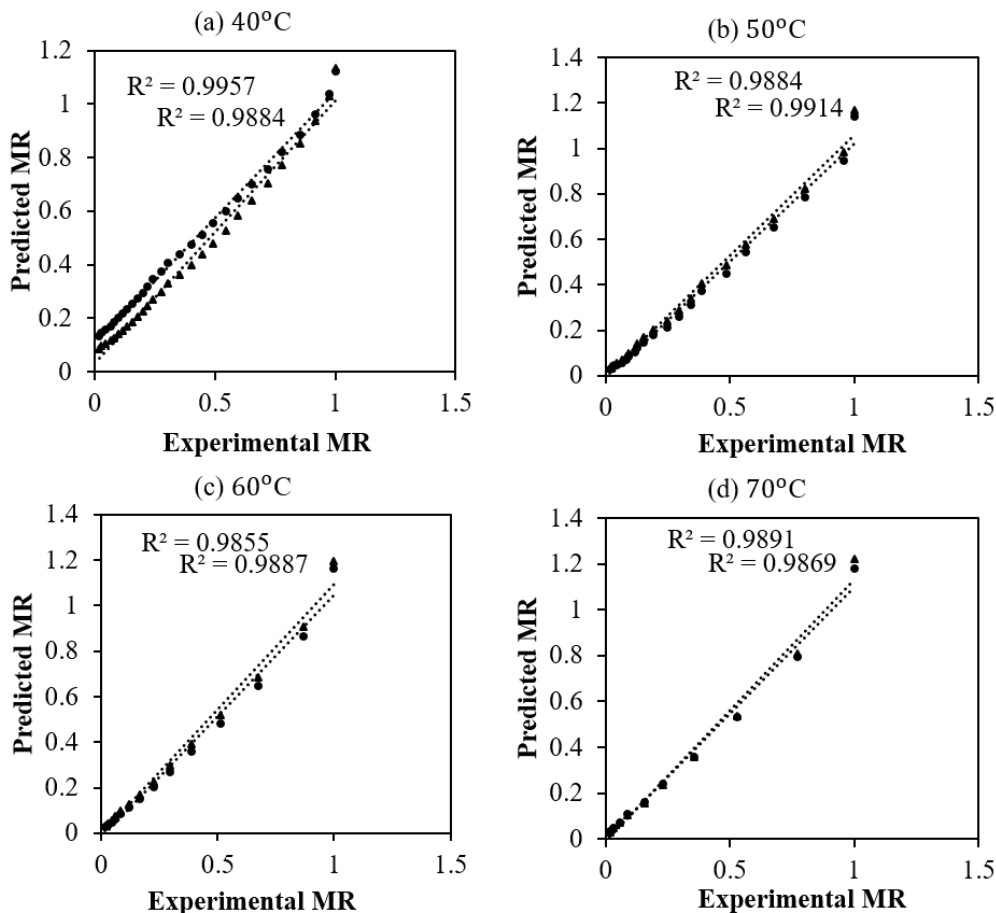 (a) 40°C
1.2
1
0.8
0.6
0.4
0.2
0
0
0.5
1
1.5
R² = 0.9957
R² = 0.9884
Predicted MR
Experimental MR
(b) 50°C
1.4
1.2
1
0.8
0.6
0.4
0.2
0
0
0.5
1
1.5
R² = 0.9884
R² = 0.9914
Predicted MR
Experimental MR
(c) 60°C
1.4
1.2
1
0.8
0.6
0.4
0.2
0
0
0.5
1
1.5
R² = 0.9855
R² = 0.9887
Predicted MR
Experimental MR
(d) 70°C
1.4
1.2
1
0.8
0.6
0.4
0.2
0
0
0.5
1
1.5
R² = 0.9891
R² = 0.9869
Predicted MR
Experimental MR